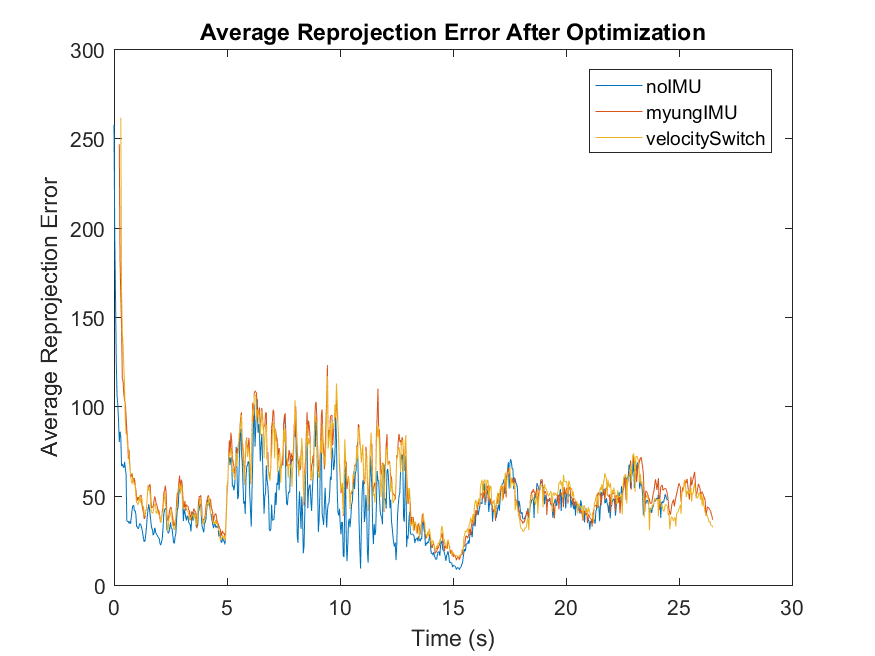 Average Reprojection Error After Optimization
300
250
200
150
100
50
0
Average Reprojection Error
noIMU
myungIMU
velocitySwitch
0 5 10 15 20 25 30
Time (s)